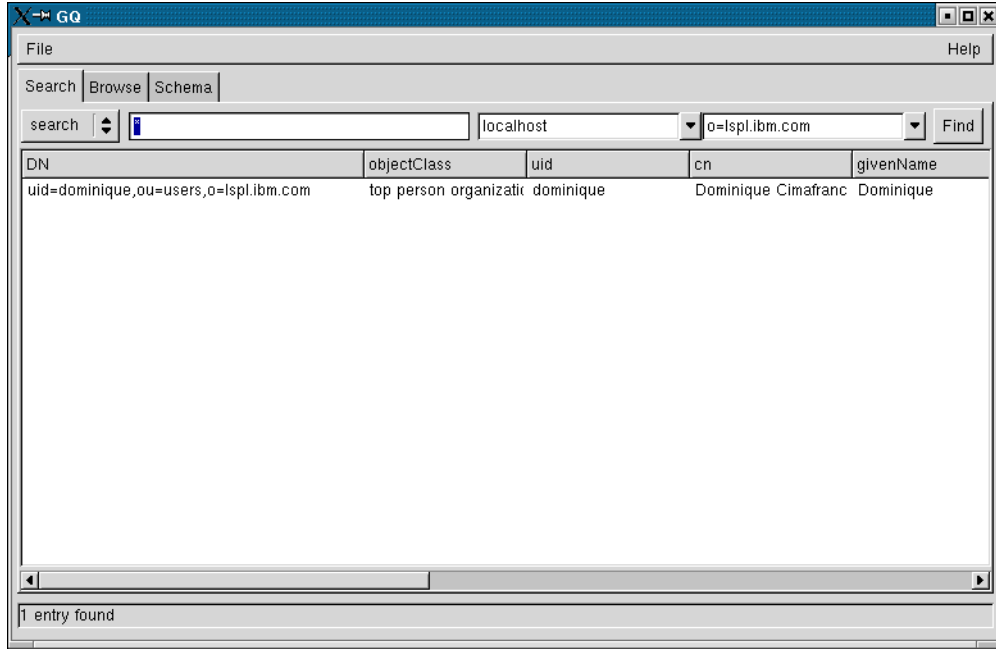 GQ
File Help
Search Browse Schema
search * localhost o=lspl.ibm.com Find
DN objectClass uid cn givenName
uid=dominique,ou=users,o=lspl.ibm.com top person organizatic dominique Dominique Cimafranc Dominique
1 entry found